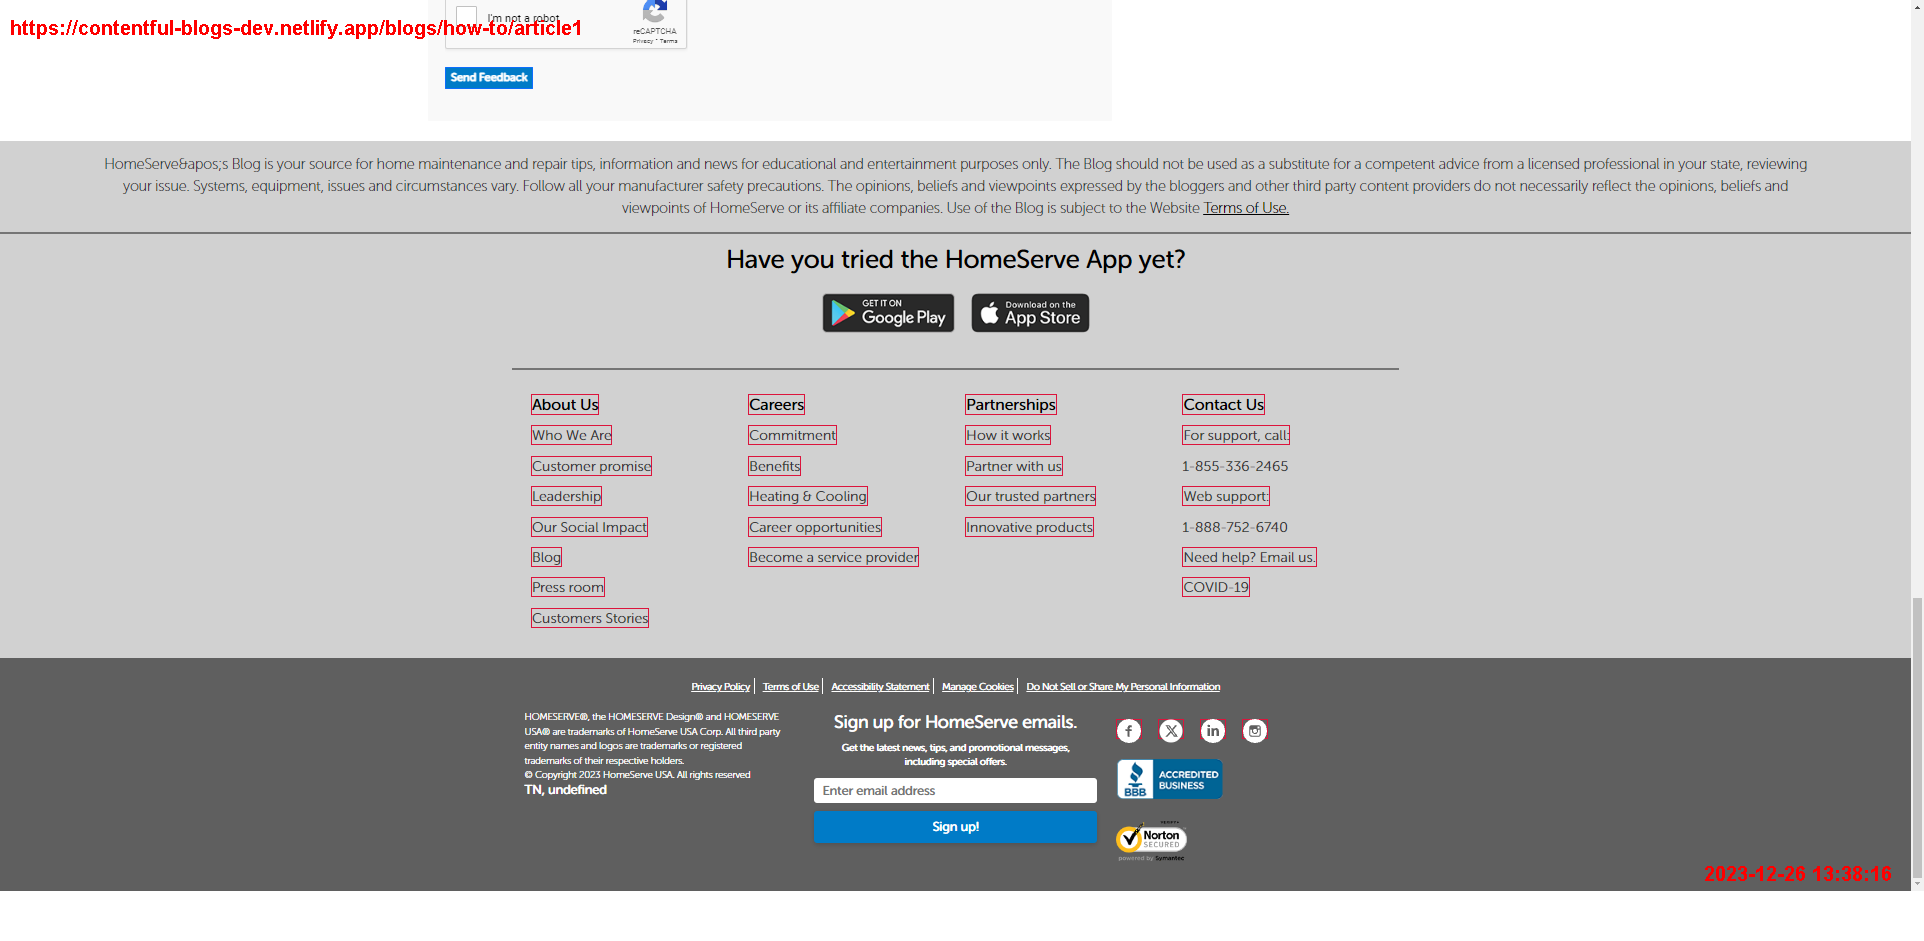 https://contentful-blogs-dev.netlify.app/blogs/how-to/article1
I'm not a robot
reCAPTCHA
Privacy - Terms
Send Feedback
HomeServe&apos;s Blog is your source for home maintenance and repair tips, information and news for educational and entertainment purposes only. The Blog should not be used as a substitute for a competent advice from a licensed professional in your state, reviewing
your issue. Systems, equipment, issues and circumstances vary. Follow all your manufacturer safety precautions. The opinions, beliefs and viewpoints expressed by the bloggers and other third party content providers do not necessarily reflect the opinions, beliefs and
viewpoints of HomeServe or its affiliate companies. Use of the Blog is subject to the Website Terms of Use.
Have you tried the HomeServe App yet?
GET IT ON
Google Play
Download on the
App Store
About Us
Who We Are
Customer promise
Leadership
Our Social Impact
Blog
Press room
Customers Stories
Careers
Commitment
Benefits
Heating & Cooling
Career opportunities
Become a service provider
Partnerships
How it works
Partner with us
Our trusted partners
Innovative products
Contact Us
For support, call:
1-855-336-2465
Web support:
1-888-752-6740
Need help? Email us.
COVID-19
Privacy Policy
Terms of Use
Accessibility Statement
Manage Cookies
Do Not Sell or Share My Personal Information
HOMESERVE®, the HOMESERVE Design® and HOMESERVE
USA® are trademarks of HomeServe USA Corp. All third party
entity names and logos are trademarks or registered
trademarks of their respective holders.
© Copyright 2023 HomeServe USA. All rights reserved
TN, undefined
Sign up for HomeServe emails.
Get the latest news, tips, and promotional messages,
including special offers.
Enter email address
Sign up!
BBB
ACCREDITED
BUSINESS
Norton
SECURED
powered by Symantec
2023-12-26 13:38:16